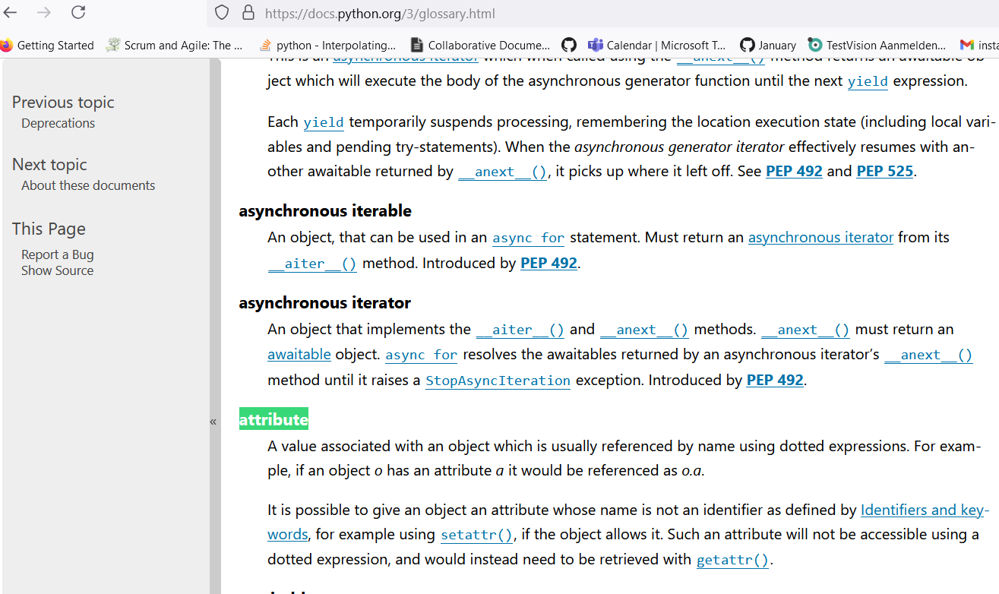 https://docs.python.org/3/glossary.html
Getting Started Scrum and Agile: The ... python - Interpolating... Collaborative Docume... Calendar | Microsoft T... January TestVision Aanmelden... insta
This is an asynchronous iterator which when called using the __anext__() method returns an awaitable ob-
ject which will execute the body of the asynchronous generator function until the next yield expression.
Previous topic
Deprecations
Next topic
About these documents
This Page
Report a Bug
Show Source
«
Each yield temporarily suspends processing, remembering the location execution state (including local vari-
ables and pending try-statements). When the asynchronous generator iterator effectively resumes with an-
other awaitable returned by __anext__(), it picks up where it left off. See PEP 492 and PEP 525.
asynchronous iterable
An object, that can be used in an async for statement. Must return an asynchronous iterator from its
__aiter__() method. Introduced by PEP 492.
asynchronous iterator
An object that implements the __aiter__() and __anext__() methods. __anext__() must return an
awaitable object. async for resolves the awaitables returned by an asynchronous iterator’s __anext__()
method until it raises a StopAsyncIteration exception. Introduced by PEP 492.
attribute
A value associated with an object which is usually referenced by name using dotted expressions. For exam-
ple, if an object o has an attribute a it would be referenced as o.a.
It is possible to give an object an attribute whose name is not an identifier as defined by Identifiers and key-
words, for example using setattr(), if the object allows it. Such an attribute will not be accessible using a
dotted expression, and would instead need to be retrieved with getattr().